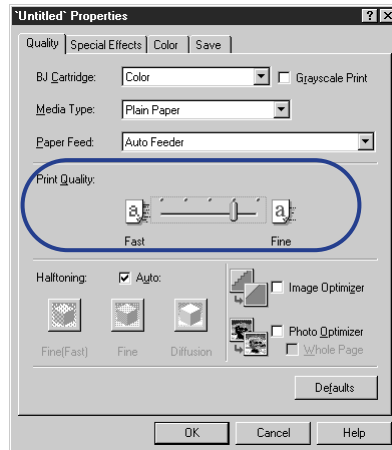 `Untitled` Properties
Quality Special Effects Color Save
BJ Cartridge: Color Grayscale Print
Media Type: Plain Paper
Paper Feed: Auto Feeder
Print Quality:
a a
Fast Fine
Halftoning: Auto: Image Optimizer
Photo Optimizer
Fine(Fast) Fine Diffusion Whole Page
Defaults
OK Cancel Help